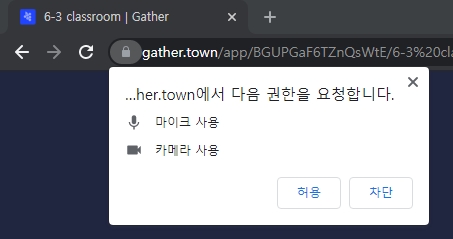 6-3 classroom | Gather
gather.town/app/BGUPGaF6TZnQsWtE/6-3%20cla
...her.town에서 다음 권한을 요청합니다.
마이크 사용
카메라 사용
허용 차단